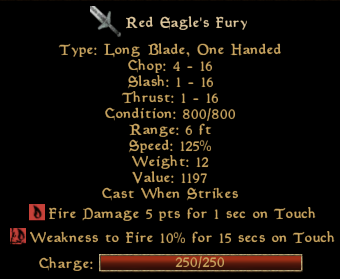 Red Eagle's Fury
Type: Long Blade, One Handed
Chop: 4 - 16
Slash: 1 - 16
Thrust: 1 - 16
Condition: 800/800
Range: 6 ft
Speed: 125%
Weight: 12
Value: 1197
Cast When Strikes
Fire Damage 5 pts for 1 sec on Touch
Weakness to Fire 10% for 15 secs on Touch
Charge: 250/250